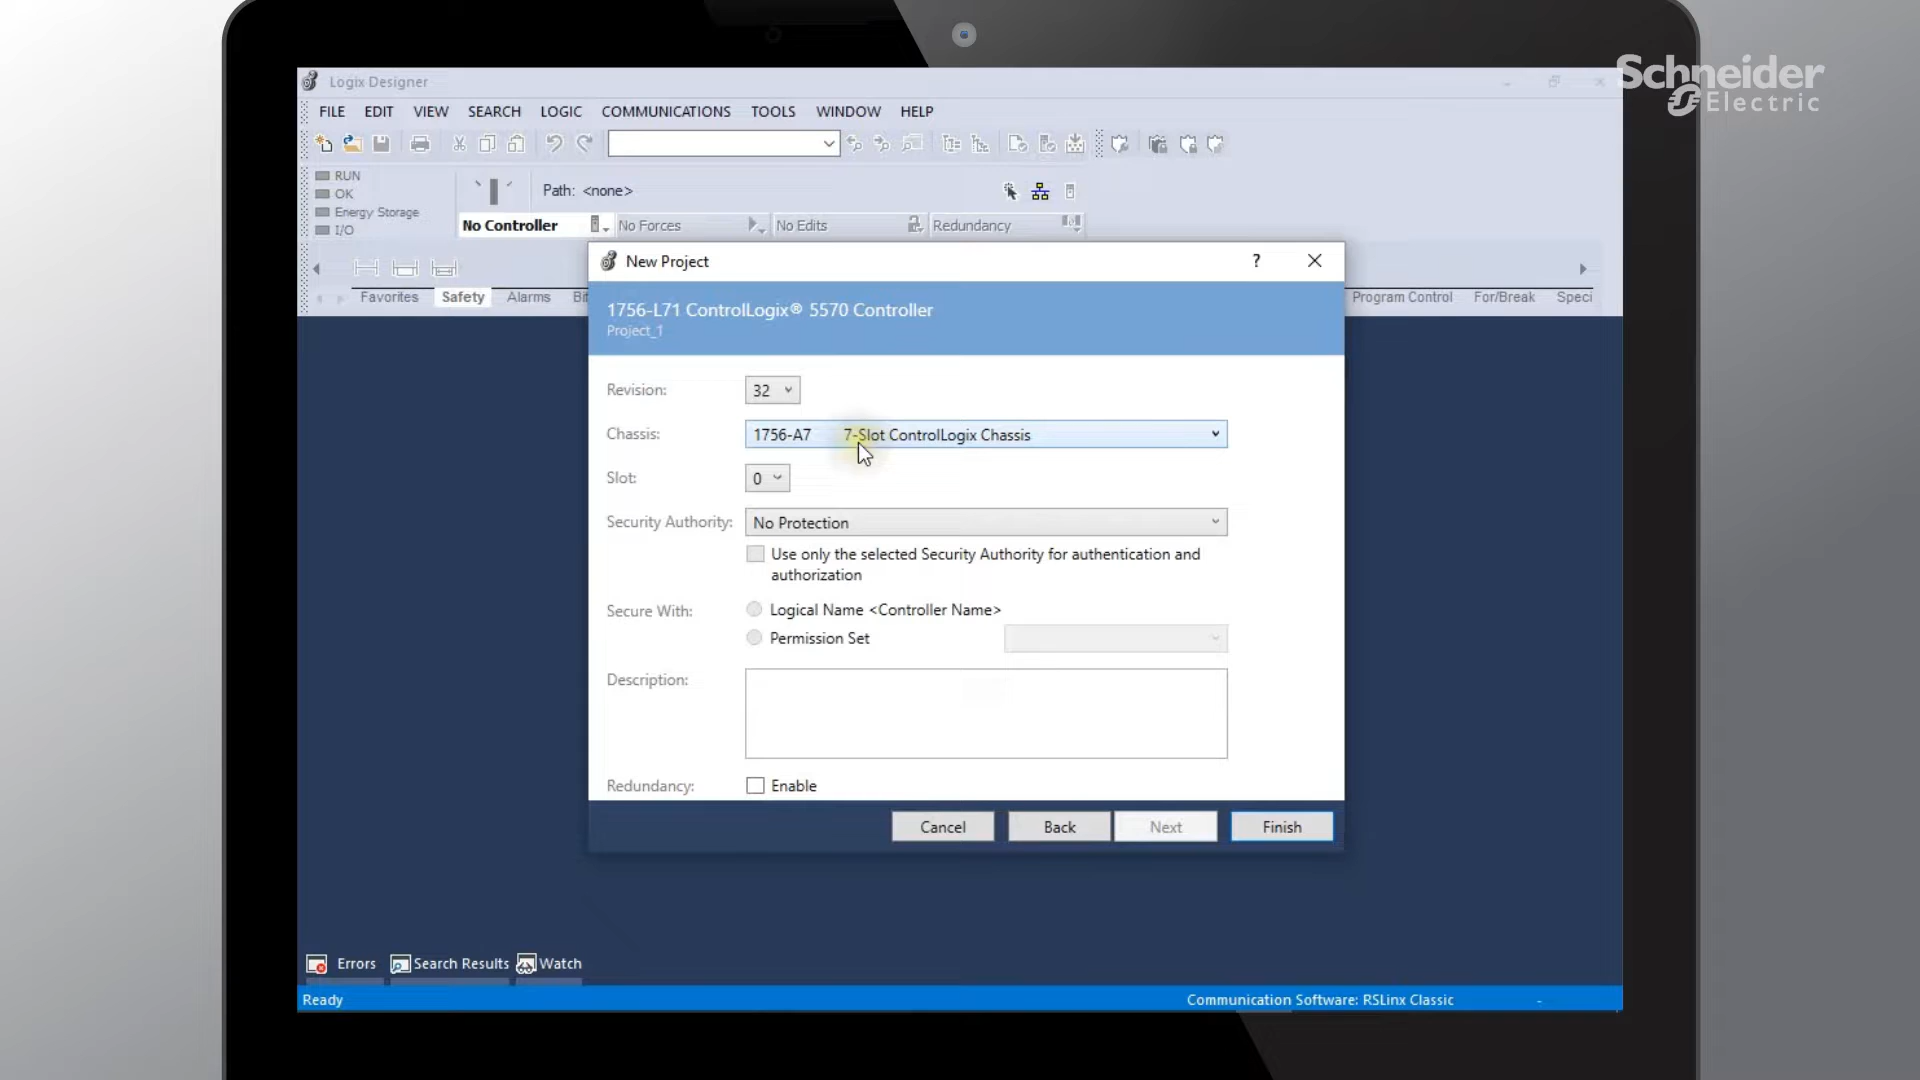 Schneider
Electric
Logix Designer
FILE EDIT VIEW SEARCH LOGIC COMMUNICATIONS TOOLS WINDOW HELP
RUN
OK
Energy Storage
I/O
Path: <none>
No Controller No Forces No Edits Redundancy
Favorites Safety Alarms Bit Program Control For/Break Speci
New Project
?
1756-L71 ControlLogix® 5570 Controller
Project_1
Revision: 32
Chassis: 1756-A7 7-Slot ControlLogix Chassis
Slot: 0
Security Authority: No Protection
Use only the selected Security Authority for authentication and
authorization
Secure With: Logical Name <Controller Name>
Permission Set
Description:
Redundancy: Enable
Cancel Back Next Finish
Errors Search Results Watch
Ready Communication Software: RSLinx Classic -